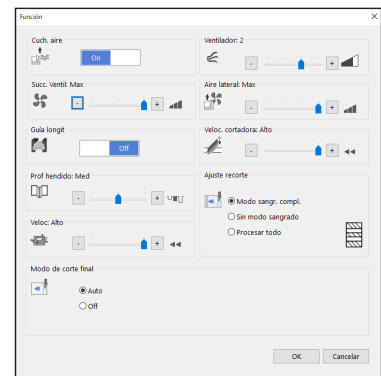 Función
Cuch. aire
On
Succ. Ventil: Max
- +
Guía longit
Off
Prof hendido: Med
- +
Veloc: Alto
- +
Ventilador: 2
- +
Aire lateral: Max
- +
Veloc. cortadora: Alto
- +
Ajuste recorte
Modo sangr. compl.
Sin modo sangrado
Procesar todo
Modo de corte final
Auto
Off
OK
Cancelar